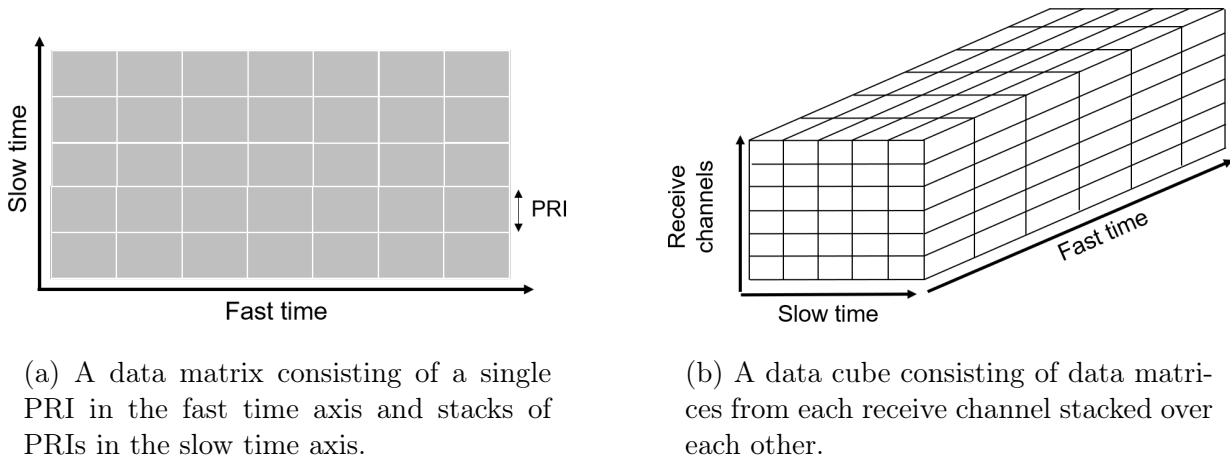 Slow time
PRI
Fast time
Receive
channels
Slow time
Fast time
(a) A data matrix consisting of a single
PRI in the fast time axis and stacks of
PRIs in the slow time axis.
(b) A data cube consisting of data matri-
ces from each receive channel stacked over
each other.